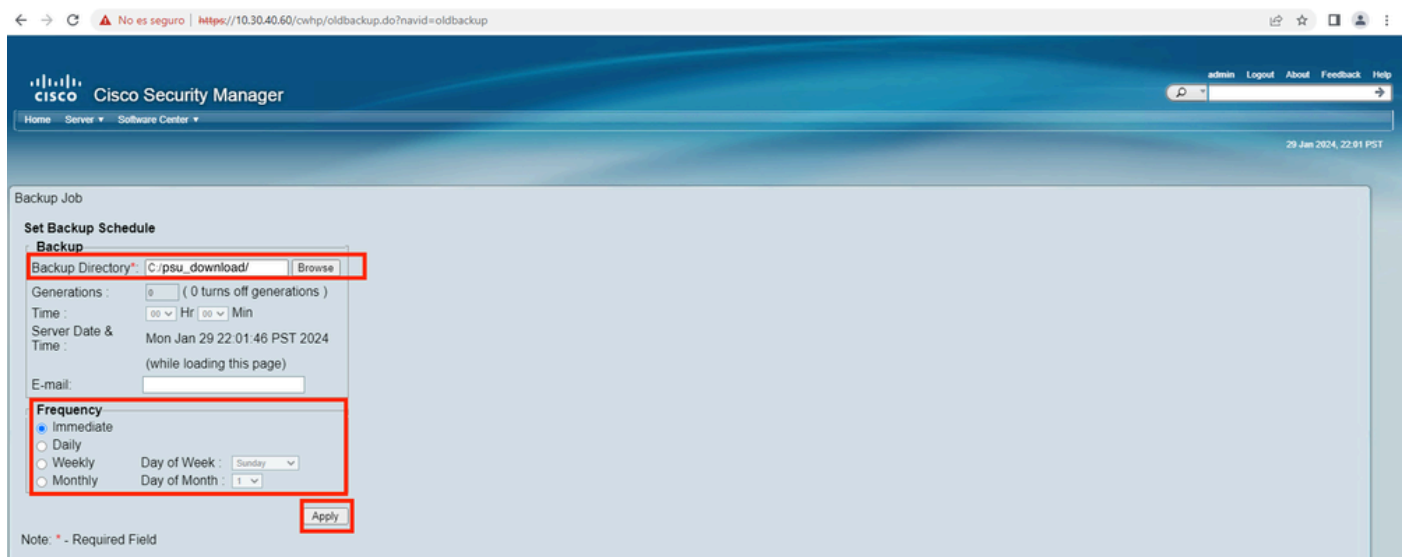 No es seguro | https://10.30.40.60/cwhp/oldbackup.do?navid=oldbackup
admin Logout About Feedback Help
CISCO Cisco Security Manager
Home Server Software Center
29 Jan 2024, 22:01 PST
Backup Job
Set Backup Schedule
Backup
Backup Directory*: C:/psu_download/ Browse
Generations : 0 ( 0 turns off generations )
Time : 00 Hr 00 Min
Server Date &
Time : Mon Jan 29 22:01:46 PST 2024
(while loading this page)
E-mail:
Frequency
Immediate
Daily
Weekly Day of Week : Sunday
Monthly Day of Month : 1
Apply
Note: * - Required Field